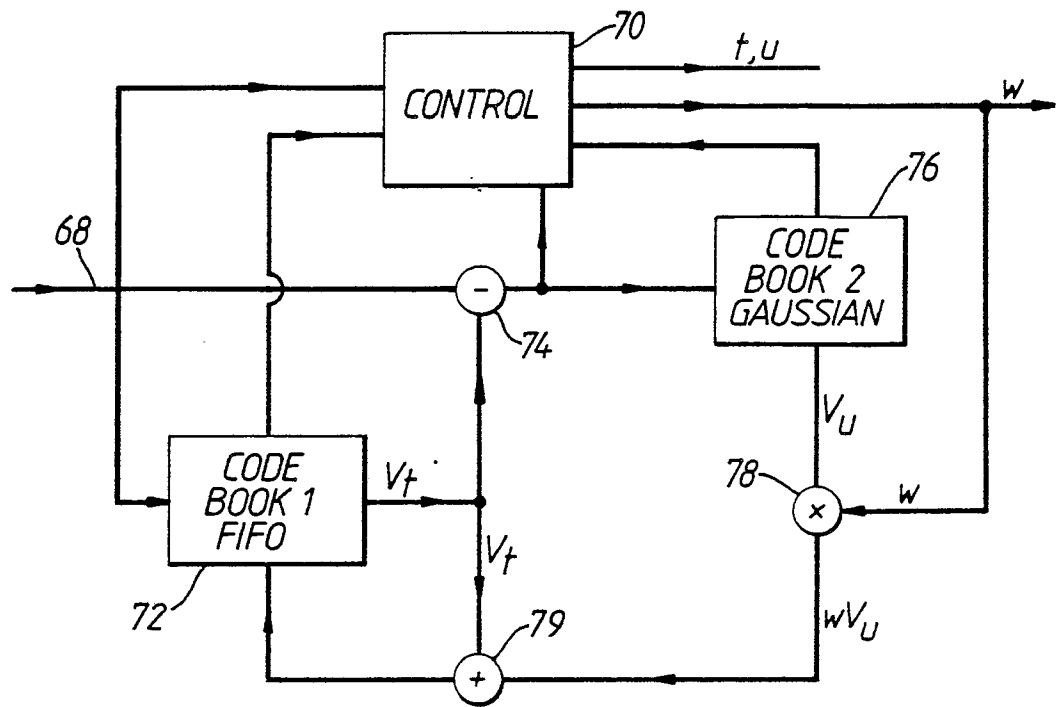 70
t,u
CONTROL
w
76
68
CODE
BOOK 2
GAUSSIAN
-
74
Vu
CODE
BOOK 1
FIFO
Vt
78
w
×
Vt
72
79
wVu
+